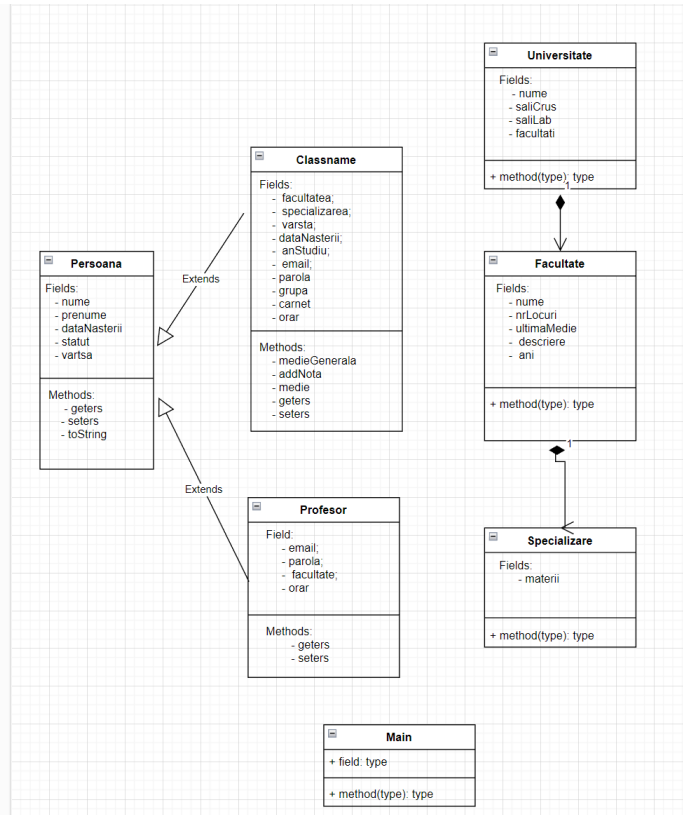 Universitate
Fields:
- nume
- saliCrus
- saliLab
- facultati
+ method(type): type
1
Classname
Fields:
- facultatea;
- specializarea;
- varsta;
- dataNasterii;
- anStudiu;
- email;
- parola
- grupa
- carnet
- orar
Methods:
- medieGenerala
- addNota
- medie
- geters
- seters
Persoana
Fields:
- nume
- prenume
- dataNasterii
- statut
- vartsa
Methods:
- geters
- seters
- toString
Extends
Extends
Facultate
Fields:
- nume
- nrLocuri
- ultimaMedie
- descriere
- ani
+ method(type): type
1
Profesor
Field:
- email;
- parola;
- facultate;
- orar
Methods:
- geters
- seters
Specializare
Fields:
- materii
+ method(type): type
Main
+ field: type
+ method(type): type